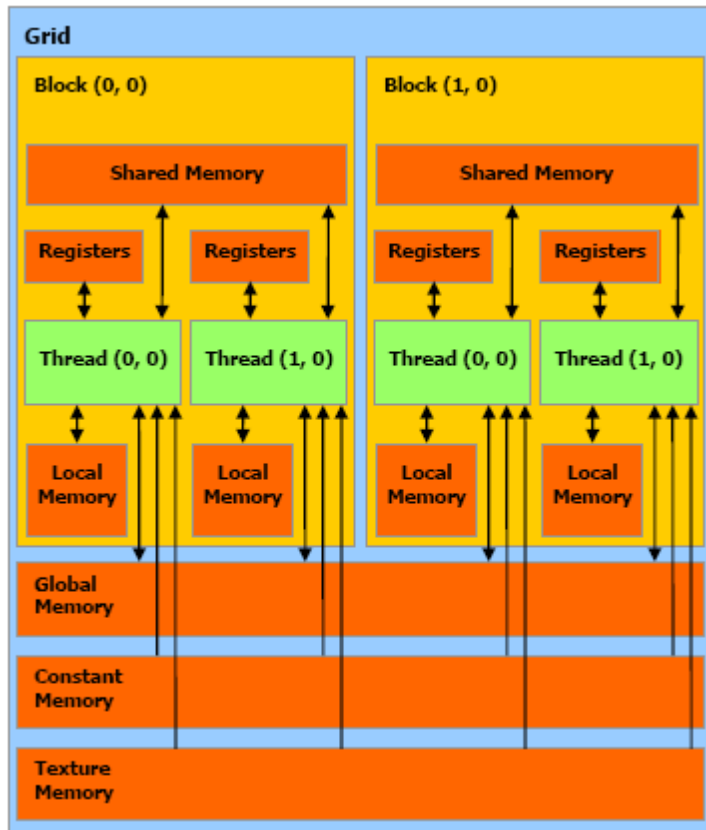 Grid
Block (0, 0)
Block (1, 0)
Shared Memory
Shared Memory
Registers
Registers
Registers
Registers
Thread (0, 0)
Thread (1, 0)
Thread (0, 0)
Thread (1, 0)
Local
Memory
Local
Memory
Local
Memory
Local
Memory
Global
Memory
Constant
Memory
Texture
Memory